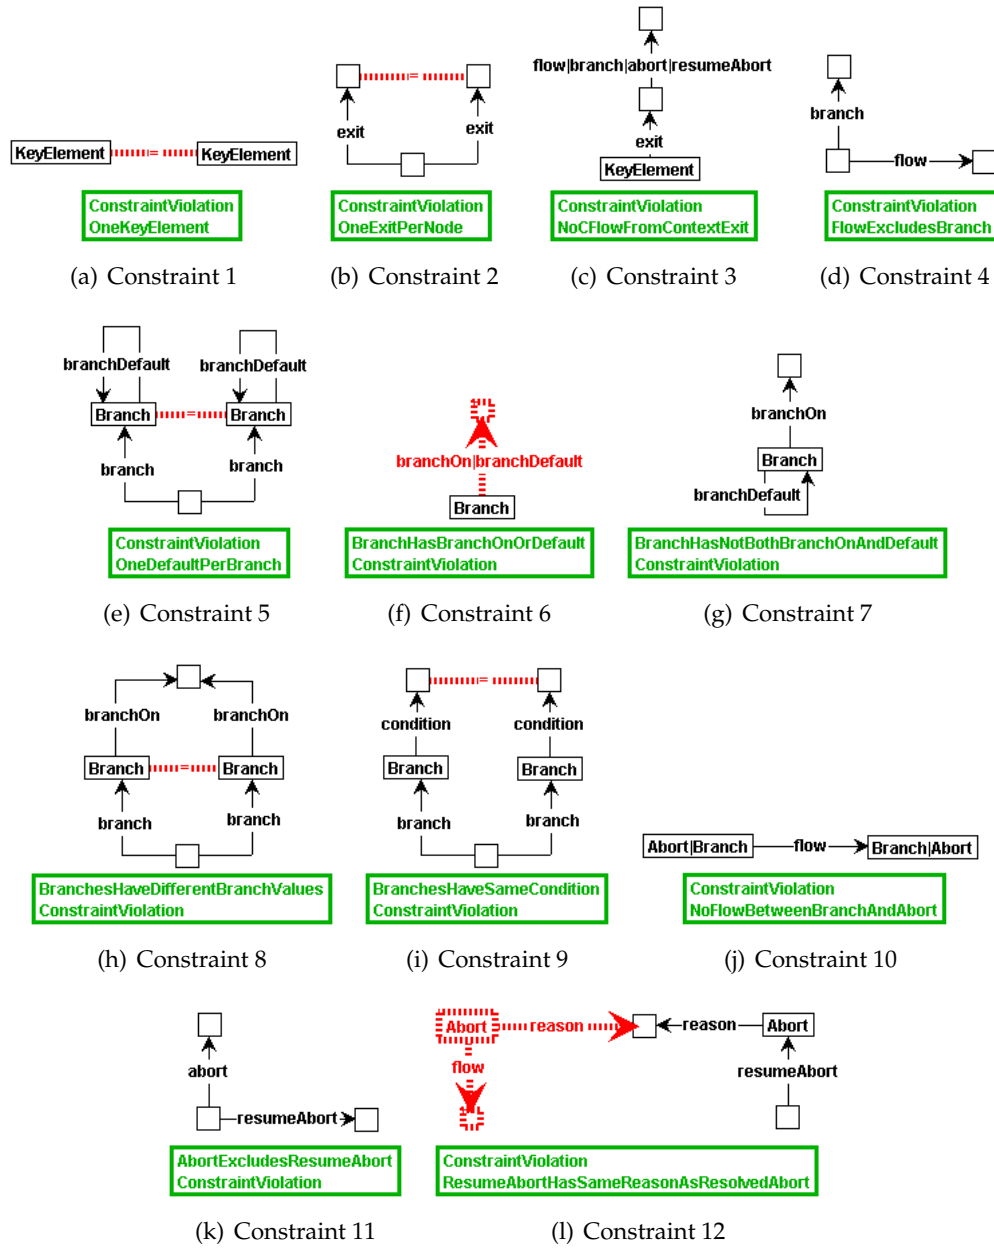 KeyElement
=
KeyElement
ConstraintViolation
OneKeyElement
(a) Constraint 1
=
exit
exit
ConstraintViolation
OneExitPerNode
(b) Constraint 2
flow|branch|abort|resumeAbort
exit
KeyElement
ConstraintViolation
NoCFlowFromContextExit
(c) Constraint 3
branch
flow
ConstraintViolation
FlowExcludesBranch
(d) Constraint 4
branchDefault
branchDefault
Branch
=
Branch
branch
branch
ConstraintViolation
OneDefaultPerBranch
(e) Constraint 5
branchOn|branchDefault
Branch
BranchHasBranchOnOrDefault
ConstraintViolation
(f) Constraint 6
branchOn
Branch
branchDefault
BranchHasNotBothBranchOnAndDefault
ConstraintViolation
(g) Constraint 7
branchOn
branchOn
Branch
=
Branch
branch
branch
BranchesHaveDifferentBranchValues
ConstraintViolation
(h) Constraint 8
=
condition
condition
Branch
Branch
branch
branch
BranchesHaveSameCondition
ConstraintViolation
(i) Constraint 9
Abort|Branch
flow
Branch|Abort
ConstraintViolation
NoFlowBetweenBranchAndAbort
(j) Constraint 10
abort
resumeAbort
AbortExcludesResumeAbort
ConstraintViolation
(k) Constraint 11
Abort
reason
reason
Abort
flow
resumeAbort
ConstraintViolation
ResumeAbortHasSameReasonAsResolvedAbort
(l) Constraint 12